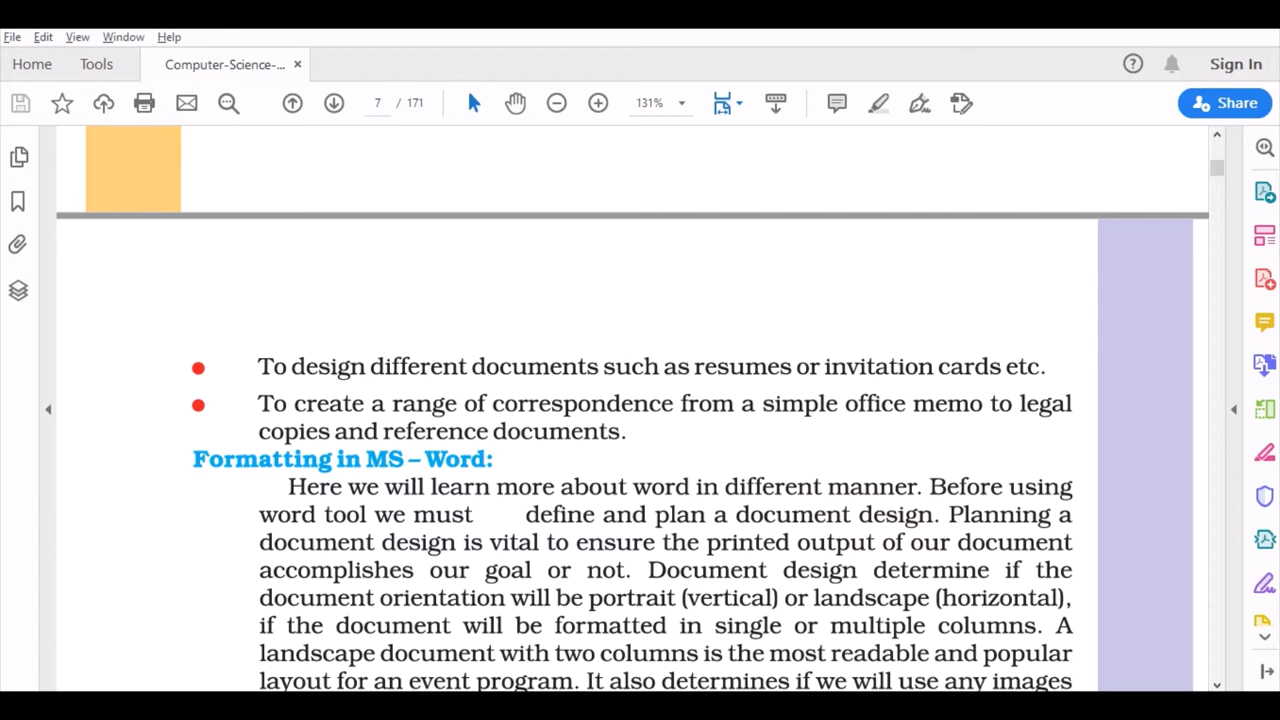 File Edit View Window Help
Home Tools Computer-Science-... × Sign In
7 / 171 131% Share
To design different documents such as resumes or invitation cards etc.
To create a range of correspondence from a simple office memo to legal
copies and reference documents.
Formatting in MS – Word:
Here we will learn more about word in different manner. Before using
word tool we must define and plan a document design. Planning a
document design is vital to ensure the printed output of our document
accomplishes our goal or not. Document design determine if the
document orientation will be portrait (vertical) or landscape (horizontal),
if the document will be formatted in single or multiple columns. A
landscape document with two columns is the most readable and popular
layout for an event program. It also determines if we will use any images